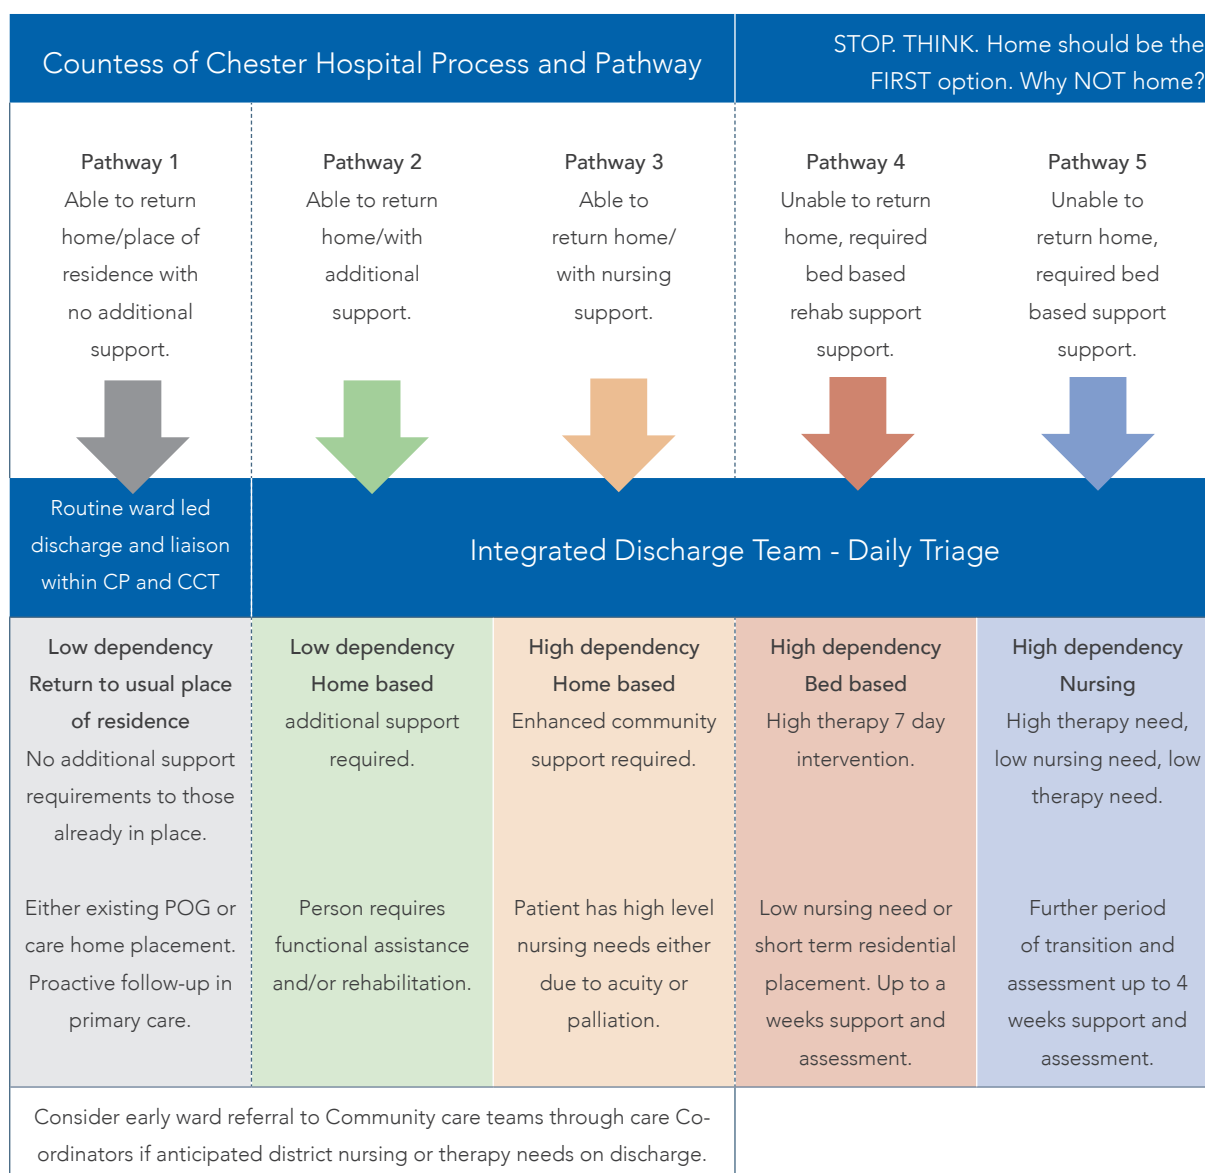 Countess of Chester Hospital Process and Pathway
STOP. THINK. Home should be the
FIRST option. Why NOT home?
Pathway 1
Able to return
home/place of
residence with
no additional
support.
Pathway 2
Able to return
home/with
additional
support.
Pathway 3
Able to
return home/
with nursing
support.
Pathway 4
Unable to return
home, required
bed based
rehab support
support.
Pathway 5
Unable to
return home,
required bed
based support
support.
Routine ward led
discharge and liaison
within CP and CCT
Integrated Discharge Team - Daily Triage
Low dependency
Return to usual place
of residence
No additional support
requirements to those
already in place.
Either existing POG or
care home placement.
Proactive follow-up in
primary care.
Low dependency
Home based
additional support
required.
Person requires
functional assistance
and/or rehabilitation.
High dependency
Home based
Enhanced community
support required.
Patient has high level
nursing needs either
due to acuity or
palliation.
High dependency
Bed based
High therapy 7 day
intervention.
Low nursing need or
short term residential
placement. Up to a
weeks support and
assessment.
High dependency
Nursing
High therapy need,
low nursing need, low
therapy need.
Further period
of transition and
assessment up to 4
weeks support and
assessment.
Consider early ward referral to Community care teams through care Co-
ordinators if anticipated district nursing or therapy needs on discharge.